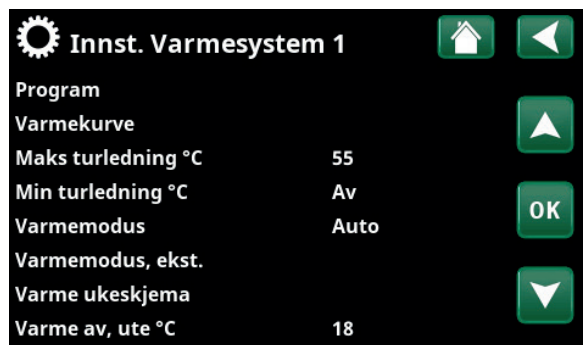 Innst. Varmesystem 1
Program
Varmekurve
Maks turledning °C 55
Min turledning °C Av
Varmemodus Auto
OK
Varmemodus, ekst.
Varme ukeskjema
Varme av, ute °C 18